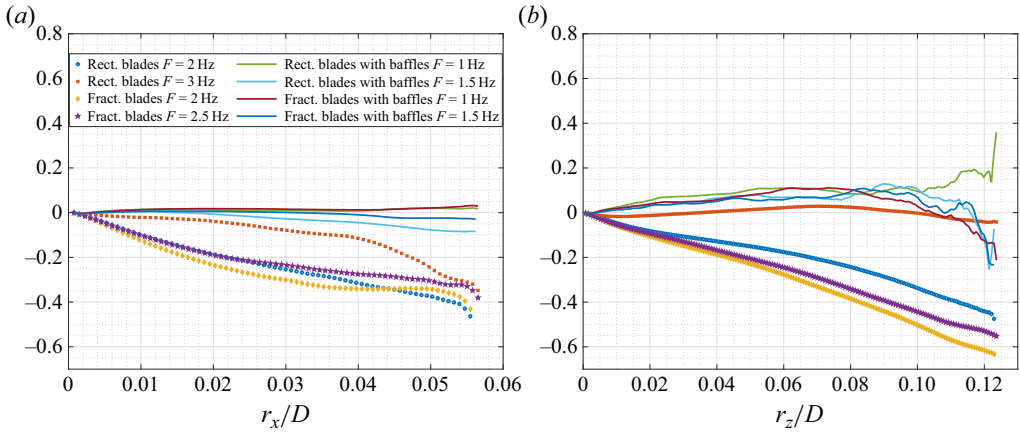 (a)
(b)
0.8
0.6
0.4
0.2
0
–0.2
–0.4
–0.6
Rect. blades F = 2 Hz
Rect. blades F = 3 Hz
Fract. blades F = 2 Hz
Fract. blades F = 2.5 Hz
Rect. blades with baffles F = 1 Hz
Rect. blades with baffles F = 1.5 Hz
Fract. blades with baffles F = 1 Hz
Fract. blades with baffles F = 1.5 Hz
0 0.01 0.02 0.03 0.04 0.05 0.06
r_x/D
0.8
0.6
0.4
0.2
0
–0.2
–0.4
–0.6
0 0.02 0.04 0.06 0.08 0.10 0.12
r_z/D